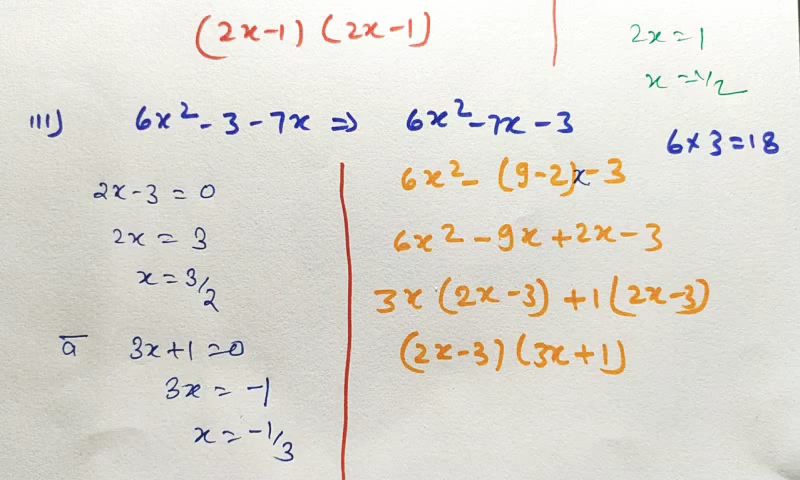 (2x-1) (2x-1)
2x=1
x=1/2
111) 6x²-3-7x ⇒ 6x²-7x-3
6×3=18
6x²-(9-2)x-3
6x²-9x+2x-3
3x(2x-3)+1(2x-3)
(2x-3)(3x+1)
2x-3=0
2x=3
x=3/2
a 3x+1=0
3x=-1
x=-1/3